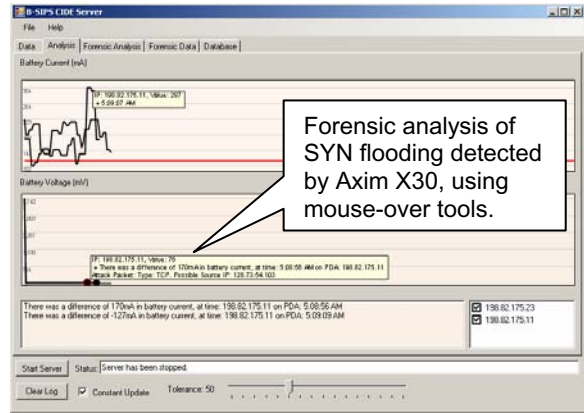 B-SIPS CIDE Server
File Help
Data Analysis Forensic Analysis Forensic Data Database
Battery Current (mA)
IP: 198.82.175.11, Value: 297
+ 5:09:07 AM
Forensic analysis of
SYN flooding detected
by Axim X30, using
mouse-over tools.
Battery Voltage (mV)
IP: 198.82.175.11, Value: 76
+ There was a difference of 170mA in battery current, at time: 5:08:56 AM on PDA: 198.82.175.11
Attack Packet: Type: TCP. Possible Source IP: 128.73.64.103
There was a difference of 170mA in battery current, at time: 198.82.175.11 on PDA: 5:08:56 AM
There was a difference of -127mA in battery current, at time: 198.82.175.11 on PDA: 5:09:09 AM
198.82.175.23
198.82.175.11
Start Server Status: Server has been stopped.
Clear Log Constant Update Tolerance: 50